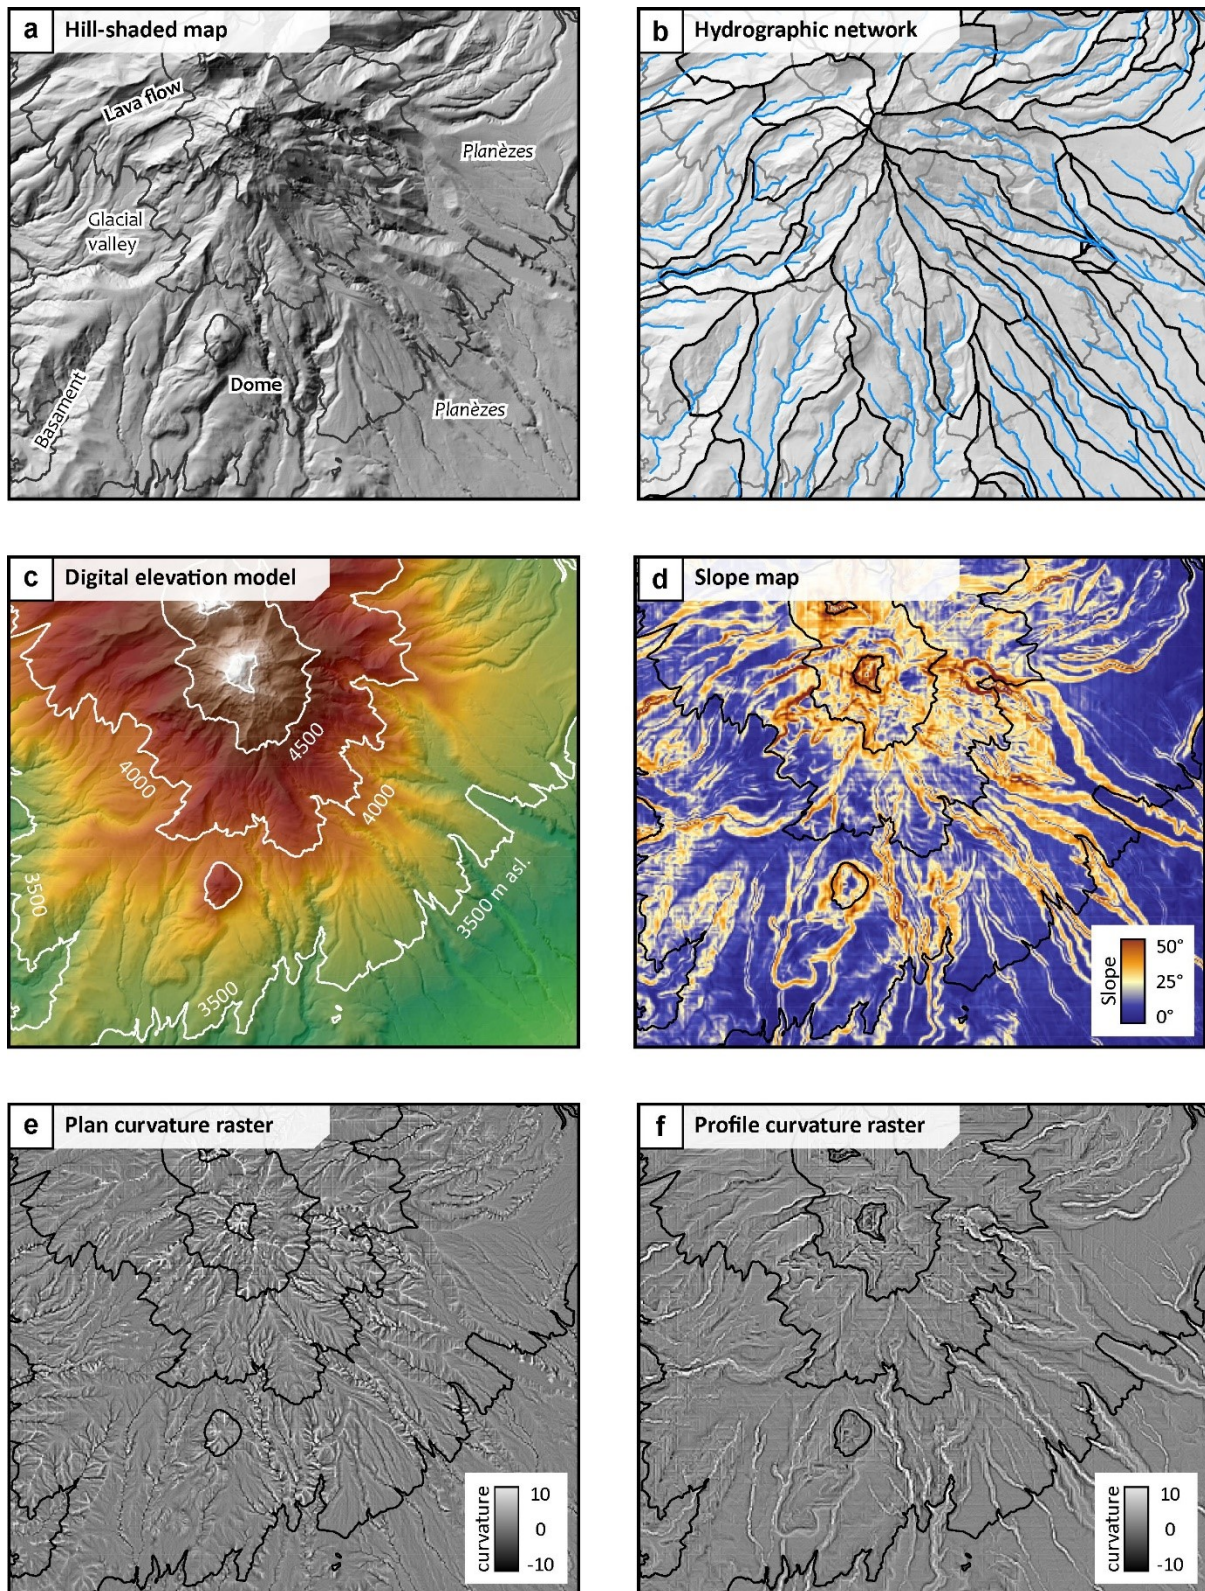 a Hill-shaded map
Lava flow
Planèzes
Glacial
valley
Basament
Dome
Planèzes
b Hydrographic network
c Digital elevation model
4500
4000
4000
3500
3500 m asl.
3500
d Slope map
Slope
50°
25°
0°
e Plan curvature raster
curvature
10
0
-10
f Profile curvature raster
curvature
10
0
-10